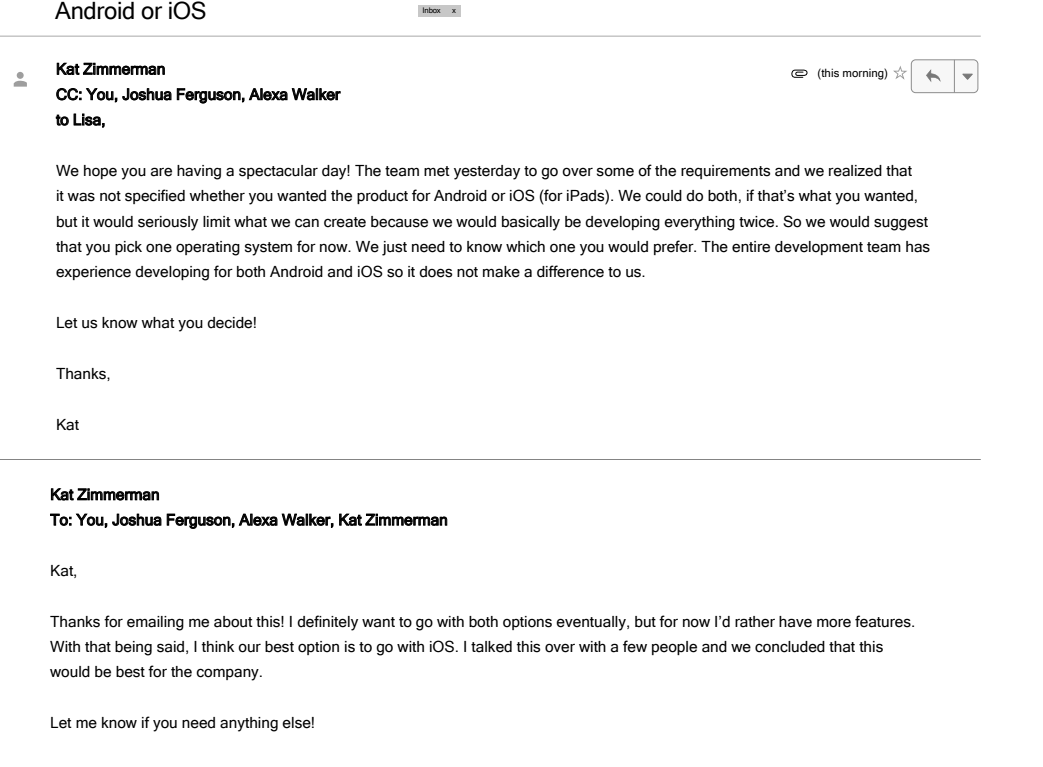 Android or iOS
Inbox x
Kat Zimmerman
(this morning)
CC: You, Joshua Ferguson, Alexa Walker
to Lisa,
We hope you are having a spectacular day! The team met yesterday to go over some of the requirements and we realized that
it was not specified whether you wanted the product for Android or iOS (for iPads). We could do both, if that’s what you wanted,
but it would seriously limit what we can create because we would basically be developing everything twice. So we would suggest
that you pick one operating system for now. We just need to know which one you would prefer. The entire development team has
experience developing for both Android and iOS so it does not make a difference to us.
Let us know what you decide!
Thanks,
Kat
Kat Zimmerman
To: You, Joshua Ferguson, Alexa Walker, Kat Zimmerman
Kat,
Thanks for emailing me about this! I definitely want to go with both options eventually, but for now I’d rather have more features.
With that being said, I think our best option is to go with iOS. I talked this over with a few people and we concluded that this
would be best for the company.
Let me know if you need anything else!